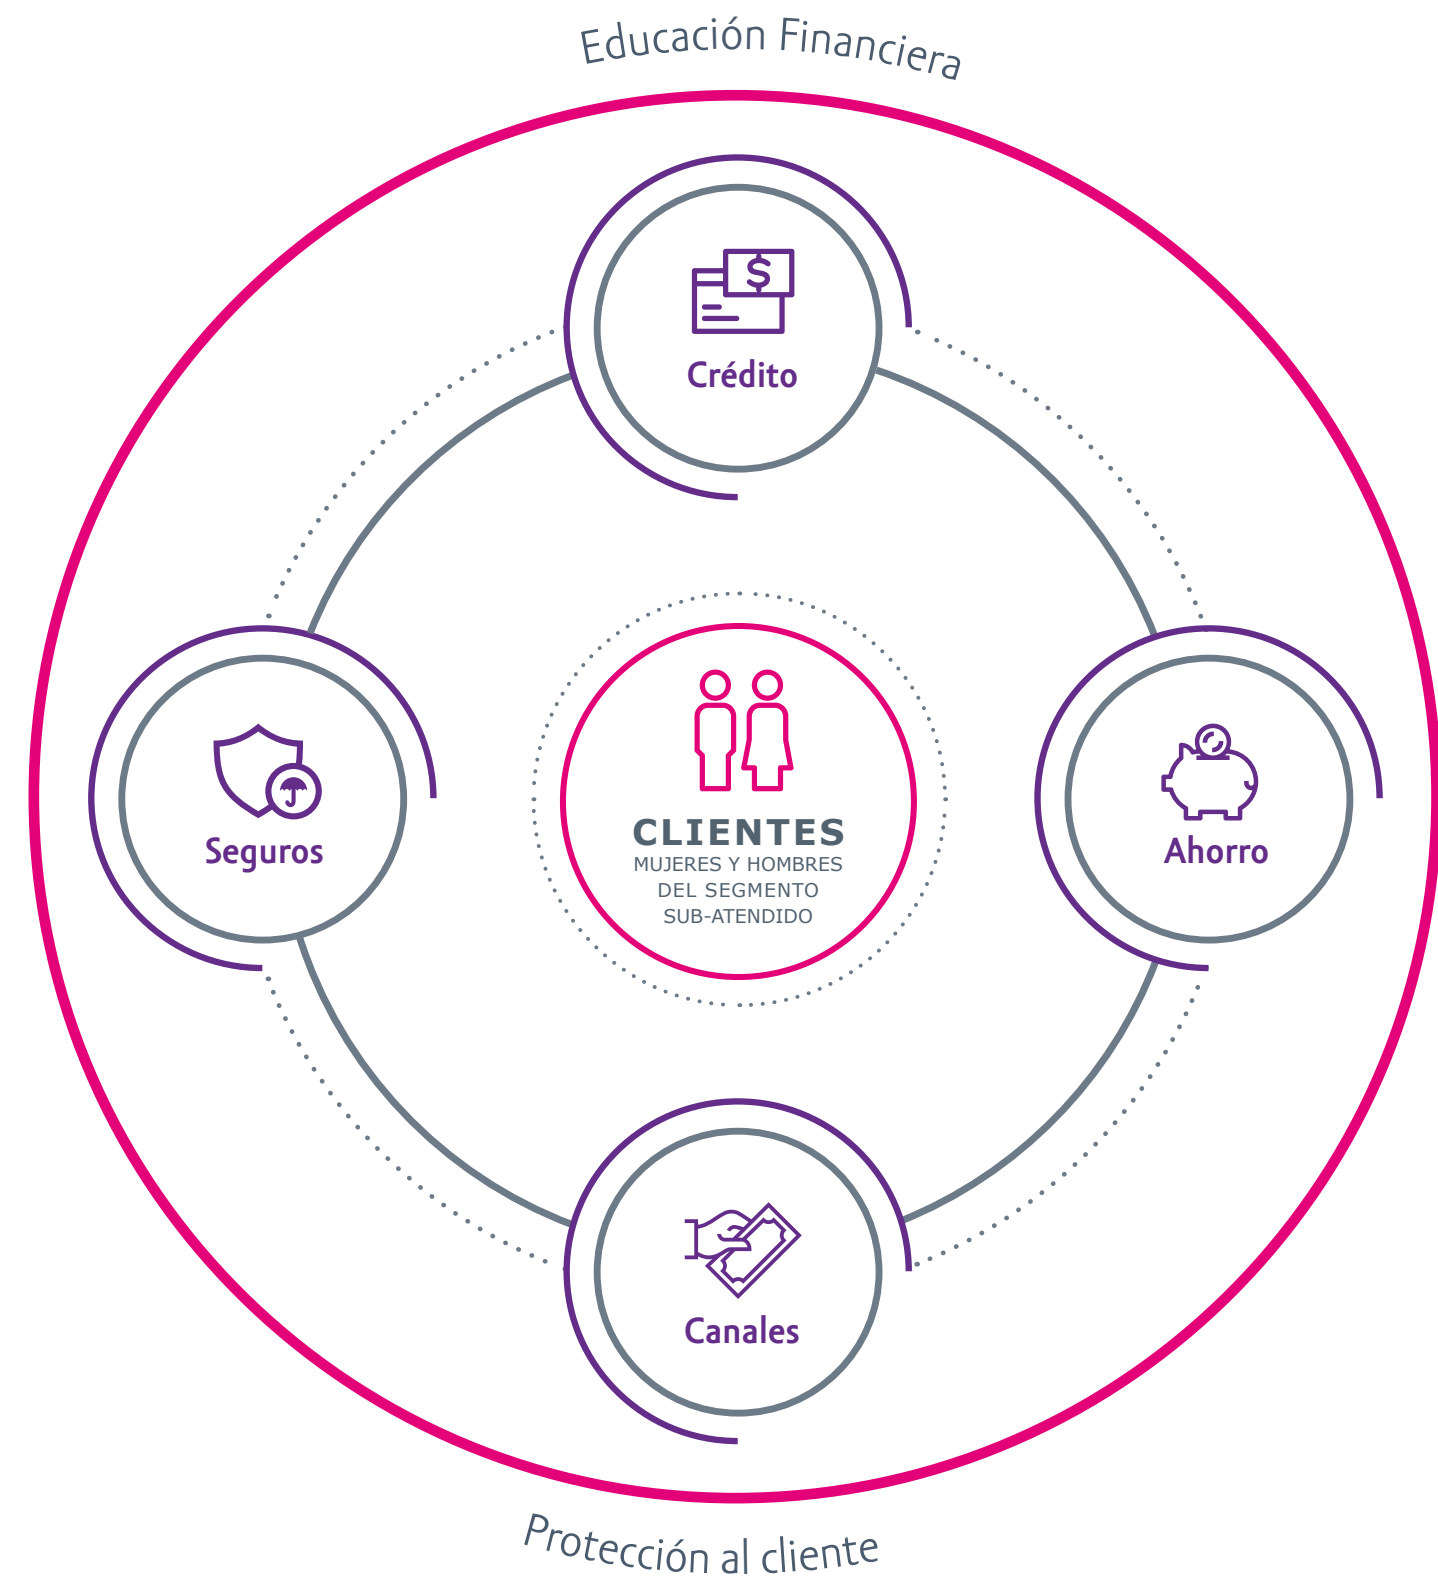 Educación Financiera
$
Crédito
Seguros
CLIENTES
MUJERES Y HOMBRES
DEL SEGMENTO
SUB-ATENDIDO
Ahorro
Canales
Protección al cliente